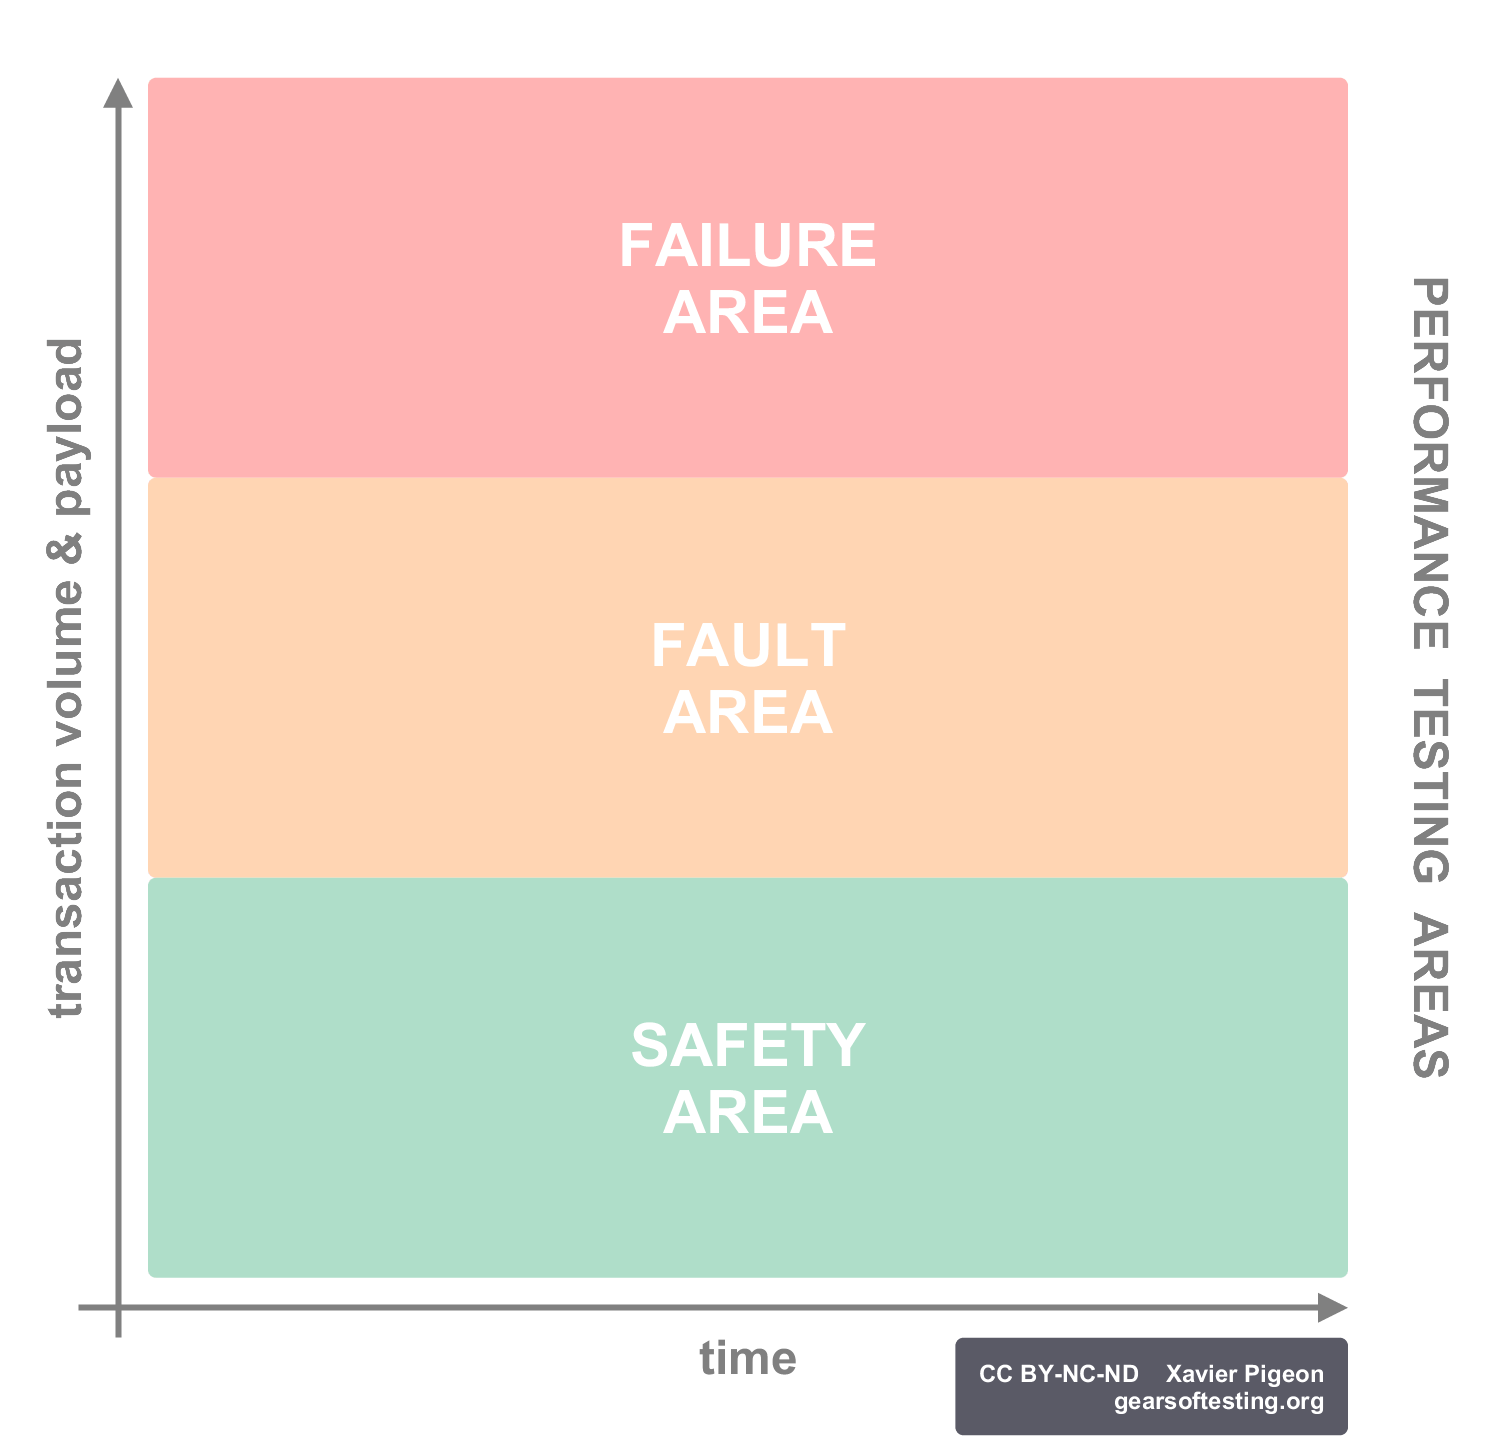 FAILURE
AREA
FAULT
AREA
SAFETY
AREA
transaction volume & payload
time
PERFORMANCE TESTING AREAS
CC BY-NC-ND Xavier Pigeon
gearsoftesting.org